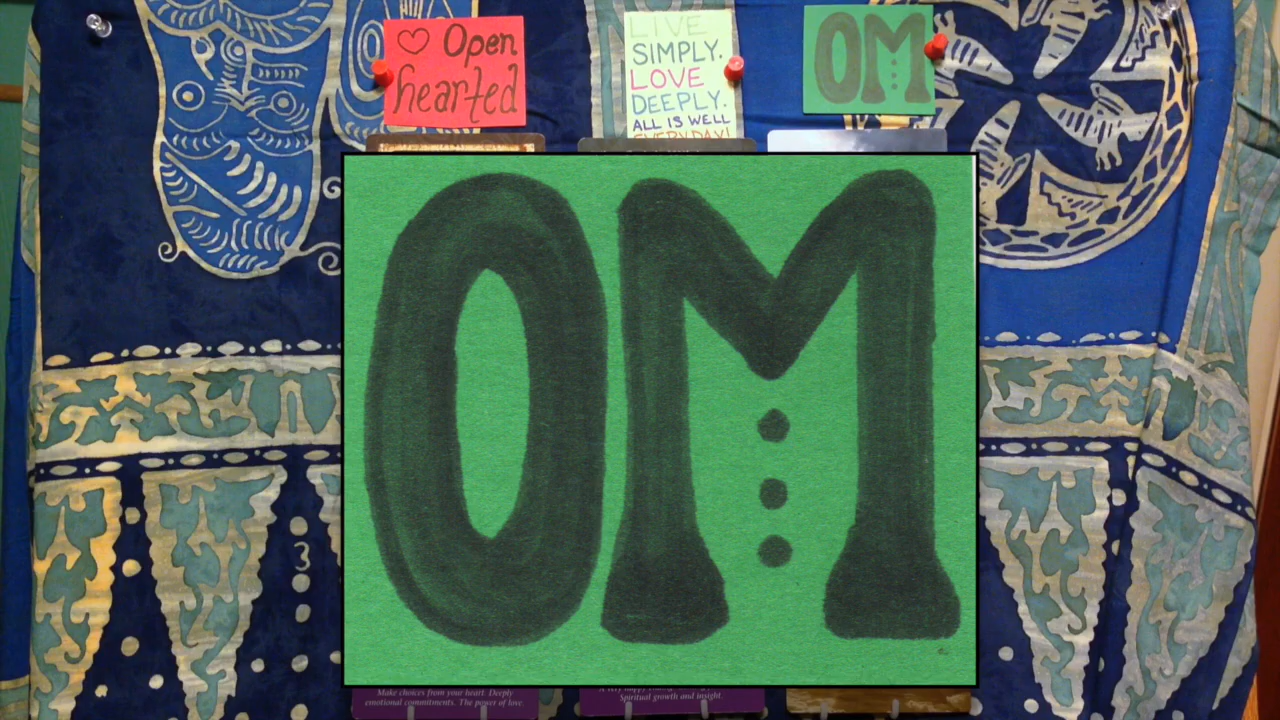 Open
hearted
LIVE
SIMPLY.
LOVE
DEEPLY.
ALL IS WELL
EVERYDAY!
OM
OM
Make choices from your heart. Deeply
emotional commitments. The power of love.
Spiritual growth and insight.